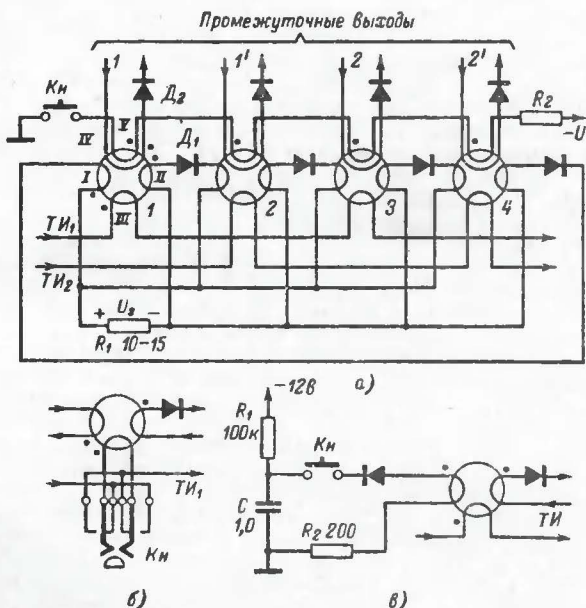 Промежуточные выходы
1 1' 2 2'
Кн Д₂ R₂
IV V Д₁ -U
I II
III 1 2 3 4
ТИ₁
ТИ₂
+ U₃ -
R₁ 10-15
а)
-12В
R₁
100к
Кн
ТИ₁
С
1,0
ТИ
Кн
R₂ 200
б) в)